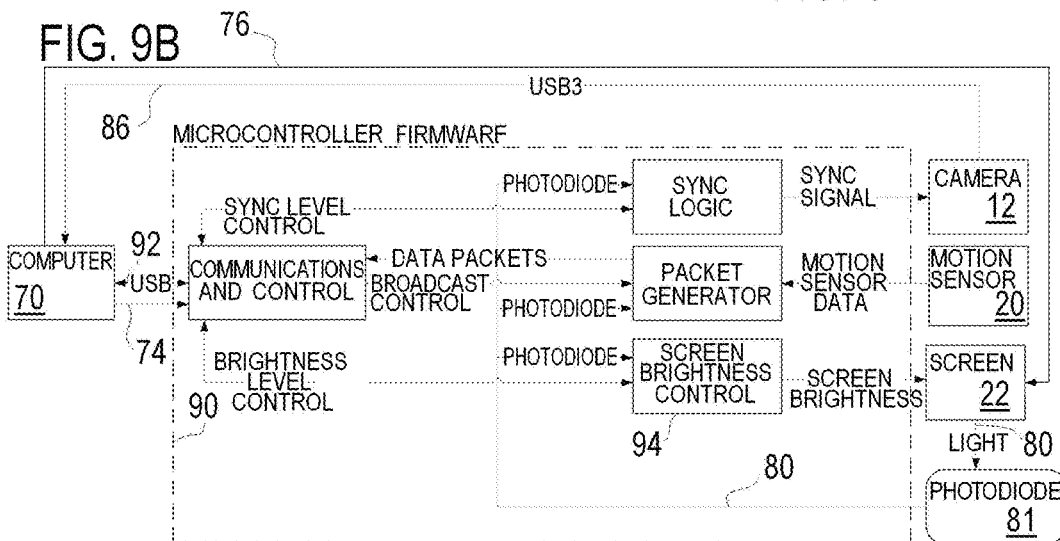 FIG. 9B
76
USB3
86
MICROCONTROLLER FIRMWARF
PHOTODIODE
SYNC
LOGIC
SYNC
SIGNAL
CAMERA
12
SYNC LEVEL
CONTROL
COMPUTER
70
92
USB
74
COMMUNICATIONS
AND CONTROL
DATA PACKETS
BROADCAST
CONTROL
PHOTODIODE
PACKET
GENERATOR
MOTION
SENSOR
DATA
MOTION
SENSOR
20
BRIGHTNESS
LEVEL
CONTROL
90
PHOTODIODE
SCREEN
BRIGHTNESS
CONTROL
94
SCREEN
BRIGHTNESS
SCREEN
22
LIGHT
80
80
PHOTODIODE
81